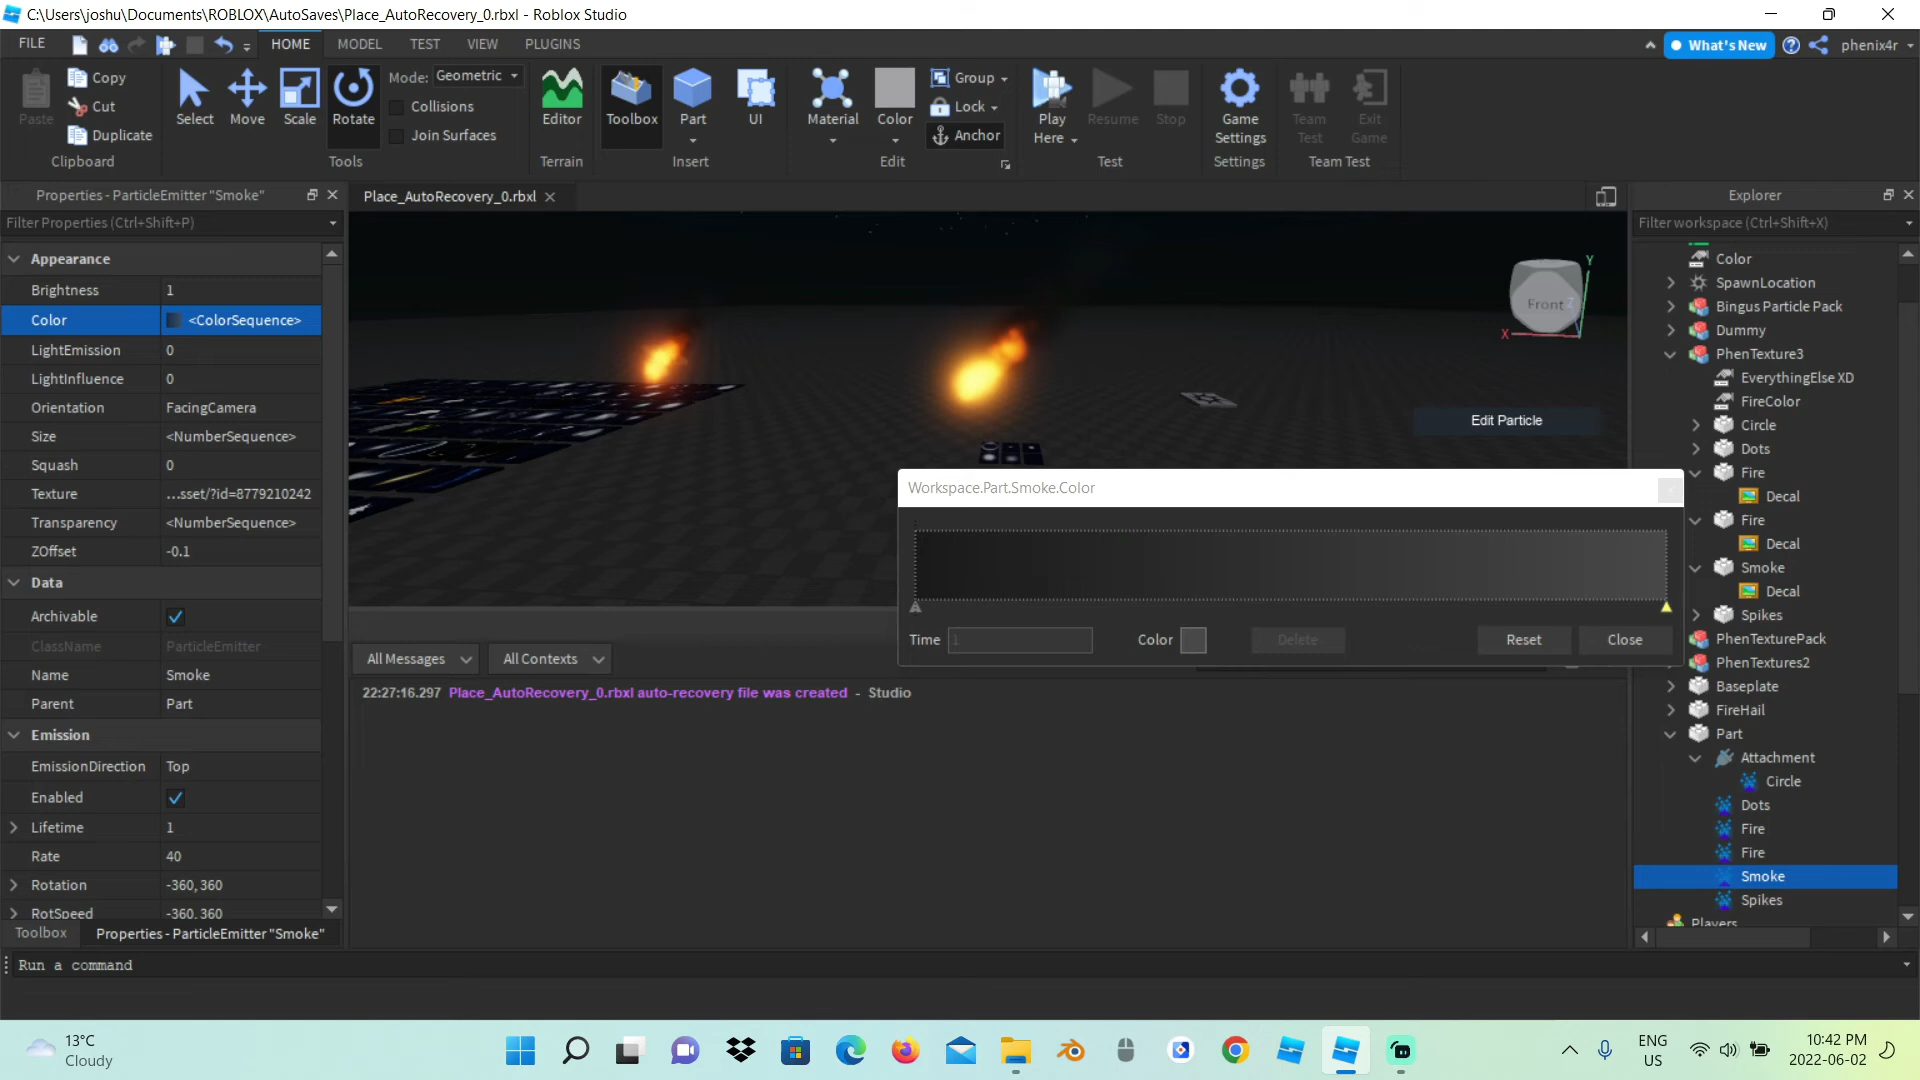 C:\Users\joshu\Documents\ROBLOX\AutoSaves\Place_AutoRecovery_0.rbxl - Roblox Studio
FILE HOME MODEL TEST VIEW PLUGINS What's New phenix4r
Paste Copy Cut Duplicate Clipboard
Select Move Scale Rotate Mode: Geometric Collisions Join Surfaces Tools
Editor Terrain
Toolbox Part UI Insert
Material Color Group Lock Anchor Edit
Play Here Resume Stop Test
Game Settings Settings
Team Test Exit Game Team Test
Properties - ParticleEmitter "Smoke"
Filter Properties (Ctrl+Shift+P)
Appearance
Brightness 1
Color <ColorSequence>
LightEmission 0
LightInfluence 0
Orientation FacingCamera
Size <NumberSequence>
Squash 0
Texture ...sset/?id=8779210242
Transparency <NumberSequence>
ZOffset -0.1
Data
Archivable
ClassName ParticleEmitter
Name Smoke
Parent Part
Emission
EmissionDirection Top
Enabled
Lifetime 1
Rate 40
Rotation -360, 360
RotSpeed -360, 360
Toolbox Properties - ParticleEmitter "Smoke"
Run a command
Place_AutoRecovery_0.rbxl
Front
X
Y
Z
Edit Particle
Workspace.Part.Smoke.Color
Time 1 Color Delete Reset Close
All Messages All Contexts
22:27:16.297 Place_AutoRecovery_0.rbxl auto-recovery file was created - Studio
Explorer
Filter workspace (Ctrl+Shift+X)
Color
SpawnLocation
Bingus Particle Pack
Dummy
PhenTexture3
EverythingElse XD
FireColor
Circle
Dots
Fire
Decal
Fire
Decal
Smoke
Decal
Spikes
PhenTexturePack
PhenTextures2
Baseplate
FireHail
Part
Attachment
Circle
Dots
Fire
Fire
Smoke
Spikes
Players
13°C
Cloudy
ENG
US
10:42 PM
2022-06-02